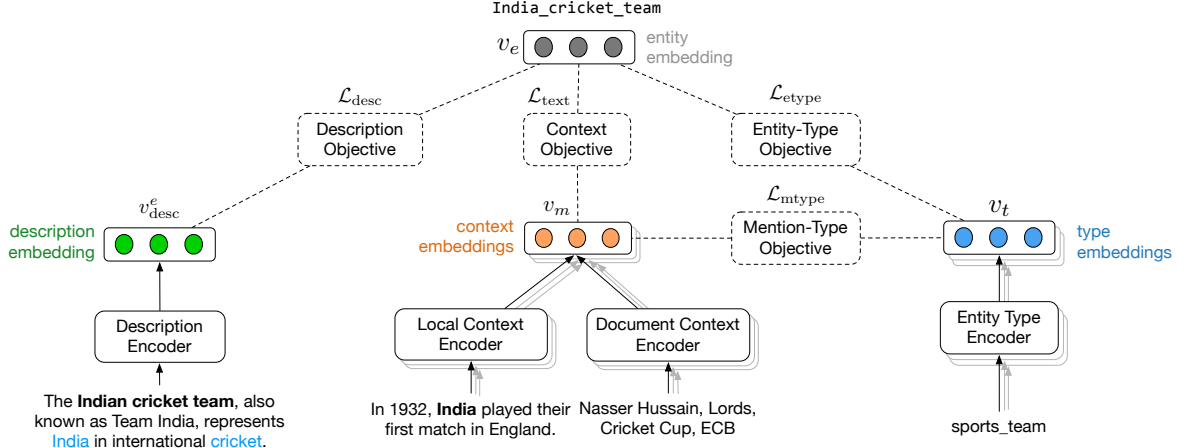 India_cricket_team
v_e
entity
embedding
L_desc
L_text
L_etype
Description
Objective
Context
Objective
Entity-Type
Objective
v^e_desc
v_m
L_mtype
v_t
description
embedding
context
embeddings
Mention-Type
Objective
type
embeddings
Description
Encoder
Local Context
Encoder
Document Context
Encoder
Entity Type
Encoder
The Indian cricket team, also
known as Team India, represents
India in international cricket.
In 1932, India played their
first match in England.
Nasser Hussain, Lords,
Cricket Cup, ECB
sports_team